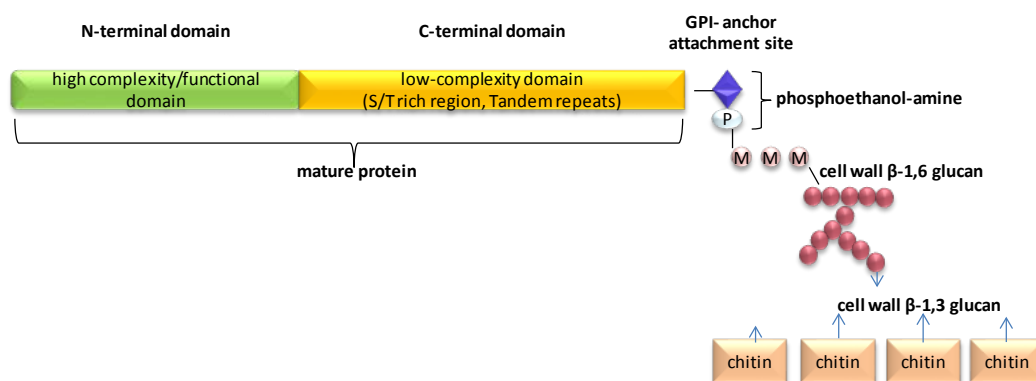 N-terminal domain
C-terminal domain
GPI- anchor
attachment site
high complexity/functional
domain
low-complexity domain
(S/T rich region, Tandem repeats)
phosphoethanol-amine
P
mature protein
M M M
cell wall β-1,6 glucan
cell wall β-1,3 glucan
chitin chitin chitin chitin